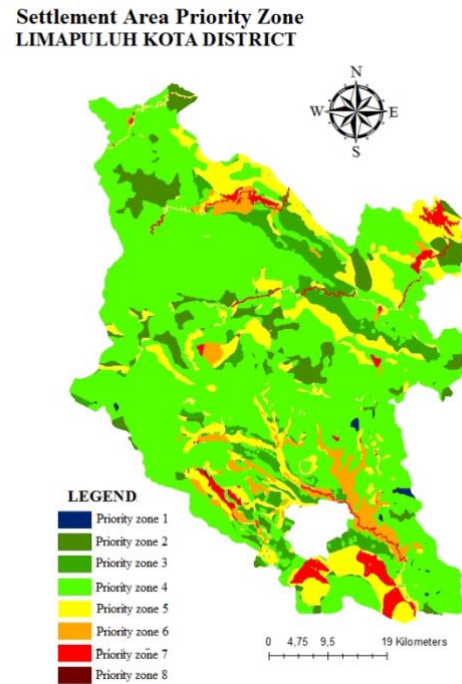 Settlement Area Priority Zone
LIMAPULUH KOTA DISTRICT
N
W E
S
LEGEND
Priority zone 1
Priority zone 2
Priority zone 3
Priority zone 4
Priority zone 5
Priority zone 6
Priority zone 7
Priority zone 8
0 4,75 9,5 19 Kilometers